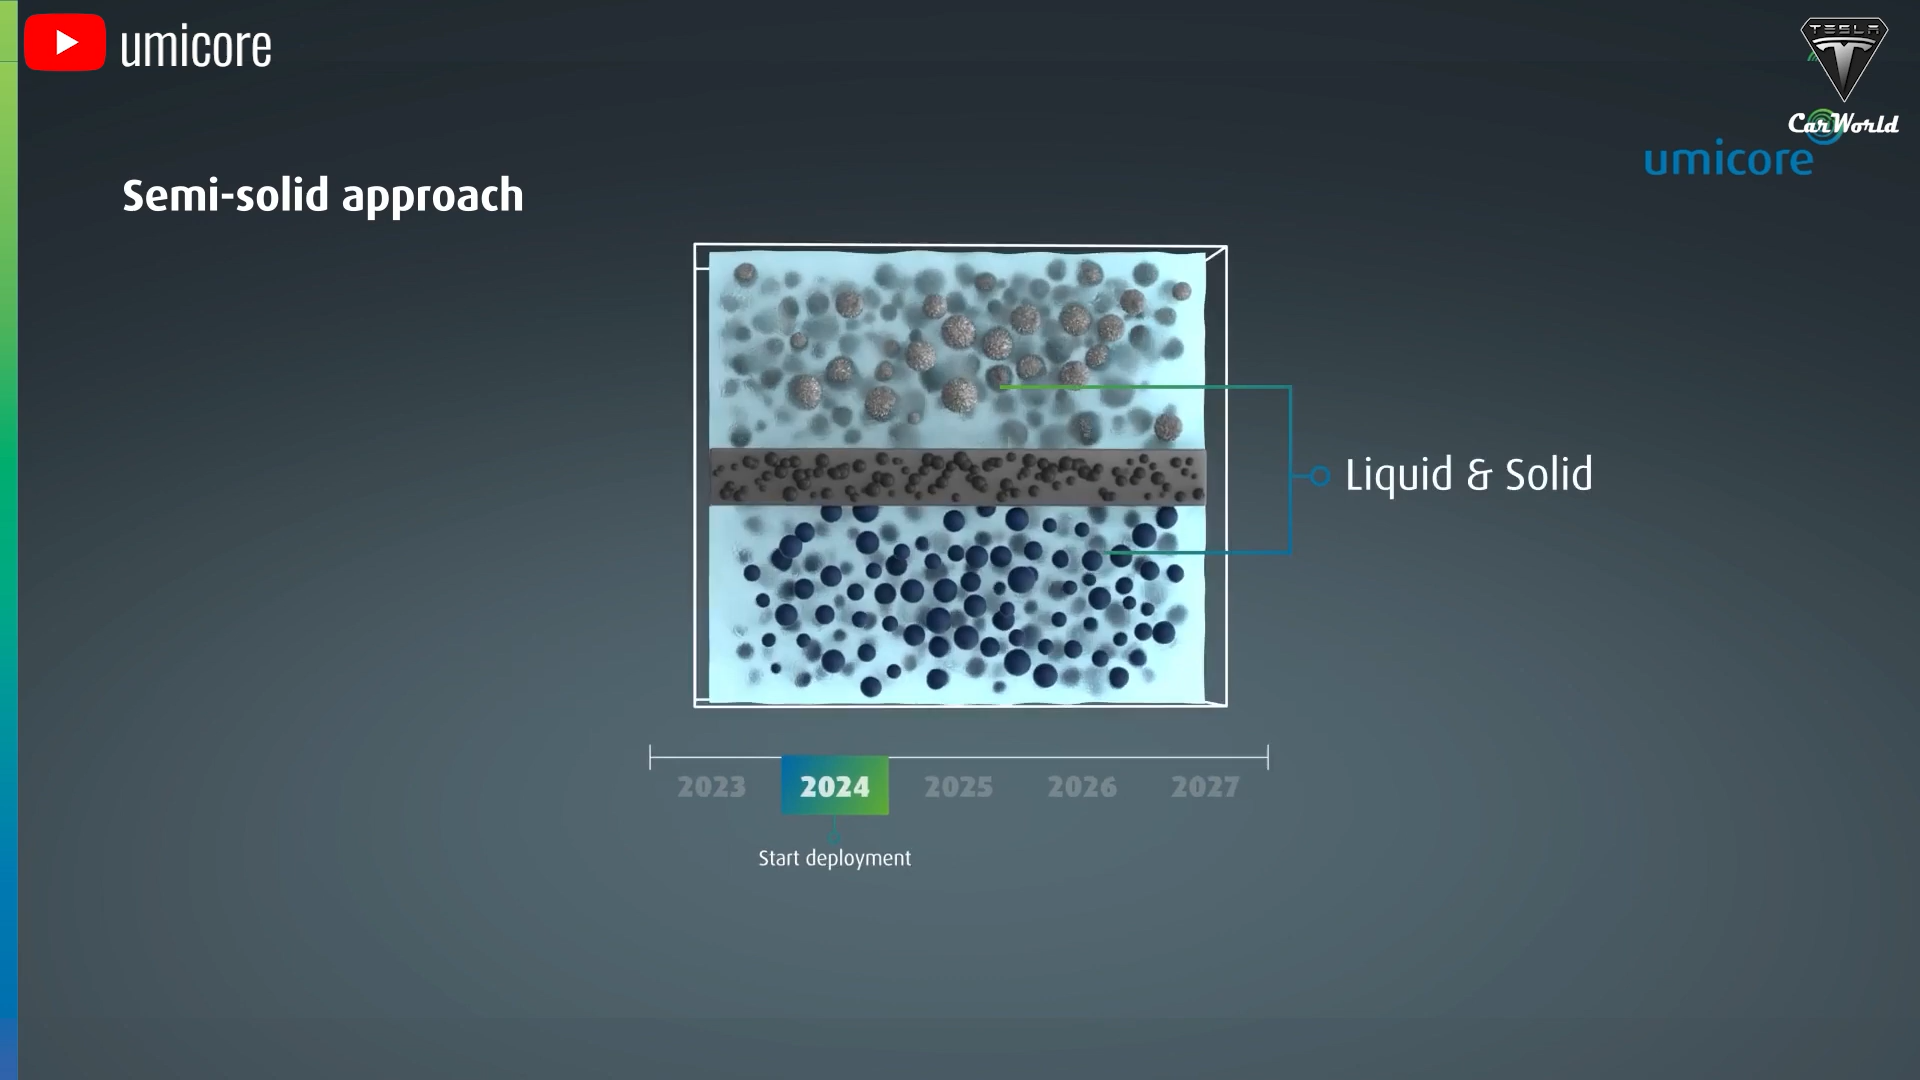 umicore
TESLA
CarWorld
umicore
Semi-solid approach
Liquid & Solid
2023 2024 2025 2026 2027
Start deployment